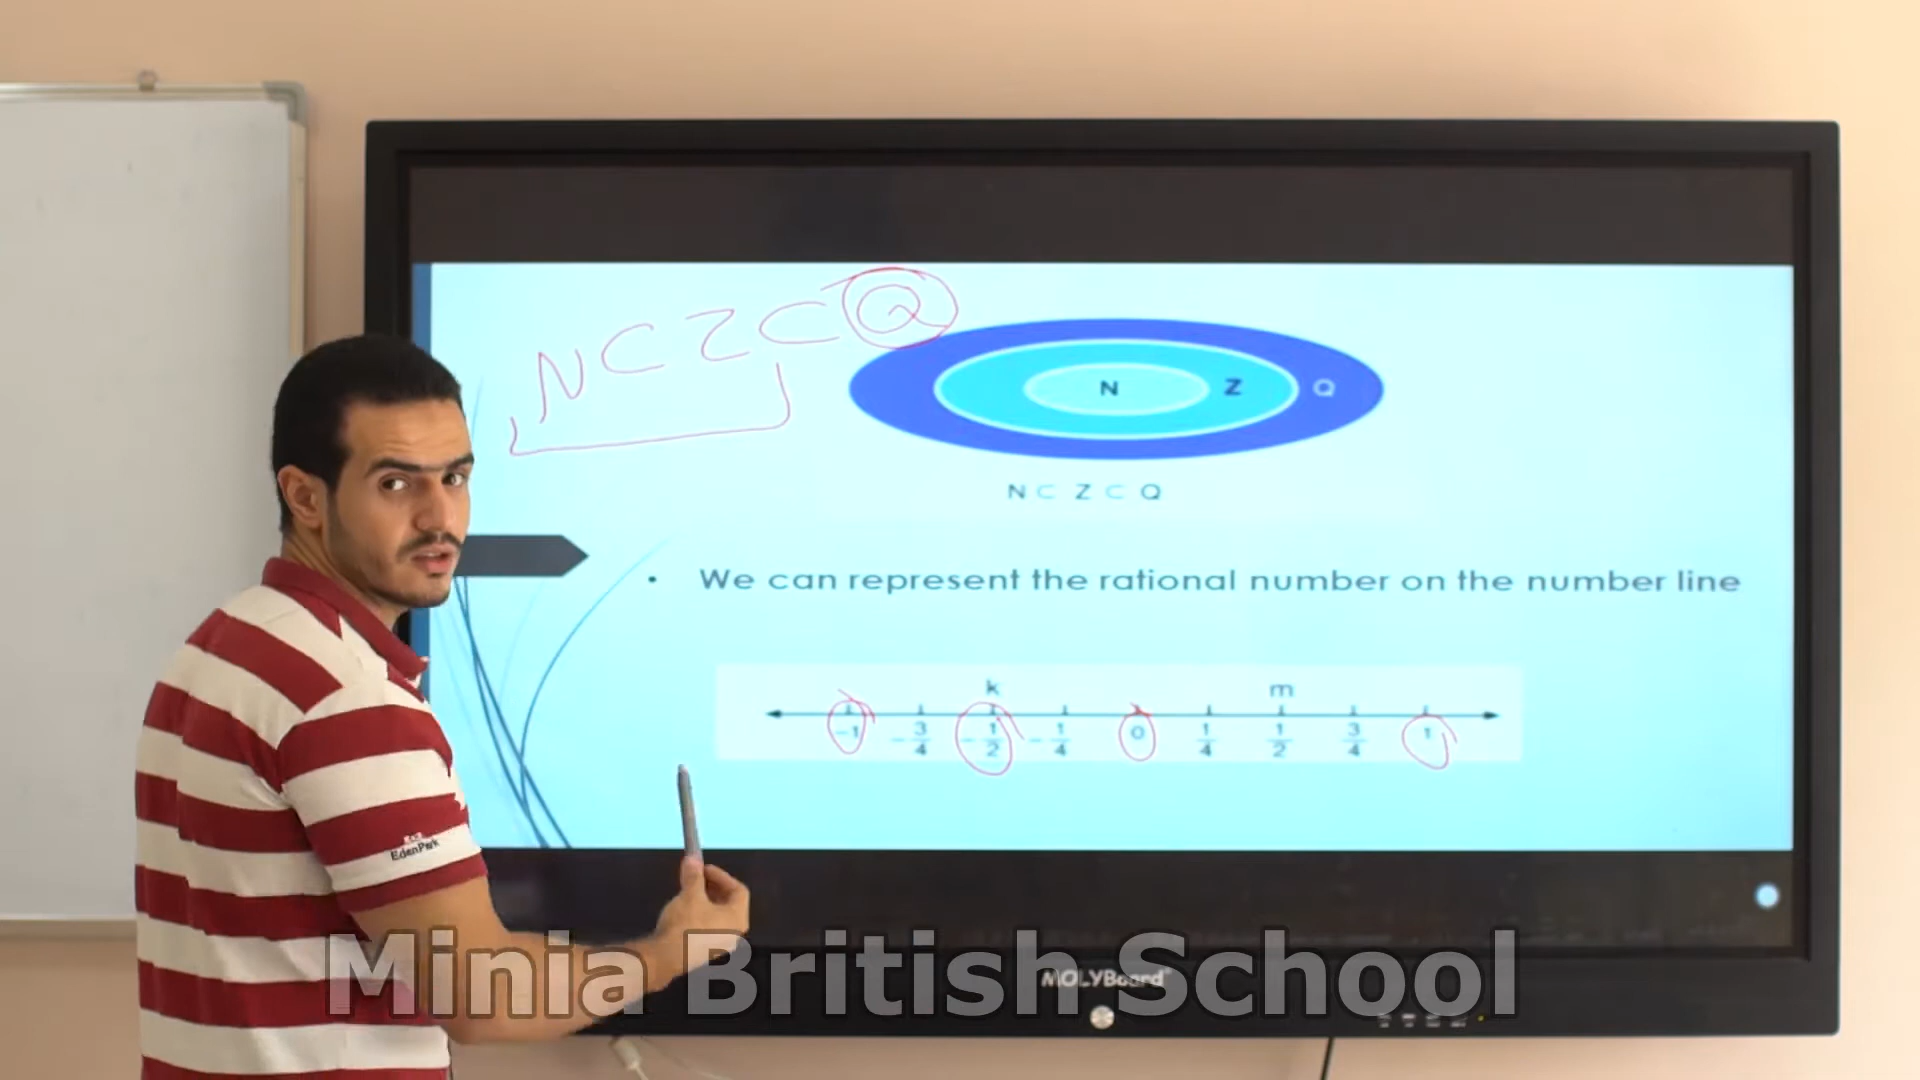 N ⊂ Z ⊂ Q
N Z Q
N ⊂ Z ⊂ Q
• We can represent the rational number on the number line
k m
-1 -3/4 -1/2 -1/4 0 1/4 1/2 3/4 1
EdenPark
Minia British School
MOLYBoard